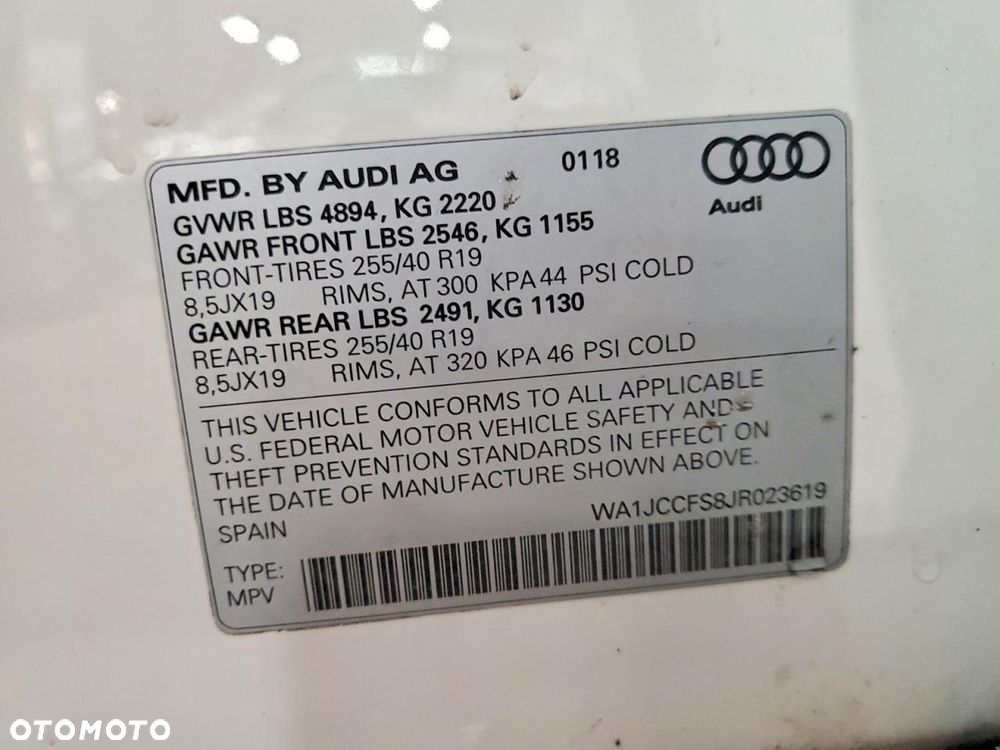 MFD. BY AUDI AG 0118
Audi
GVWR LBS 4894, KG 2220
GAWR FRONT LBS 2546, KG 1155
FRONT-TIRES 255/40 R19
8,5JX19 RIMS, AT 300 KPA 44 PSI COLD
GAWR REAR LBS 2491, KG 1130
REAR-TIRES 255/40 R19
8,5JX19 RIMS, AT 320 KPA 46 PSI COLD
THIS VEHICLE CONFORMS TO ALL APPLICABLE
U.S. FEDERAL MOTOR VEHICLE SAFETY AND
THEFT PREVENTION STANDARDS IN EFFECT ON
THE DATE OF MANUFACTURE SHOWN ABOVE.
SPAIN WA1JCCFS8JR023619
TYPE:
MPV
OTOMOTO